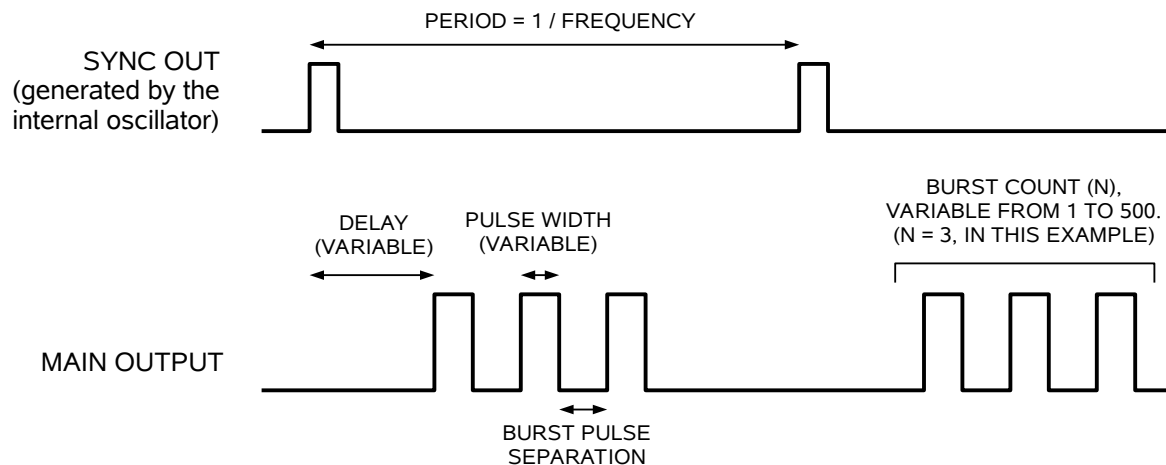 PERIOD = 1 / FREQUENCY
SYNC OUT
(generated by the
internal oscillator)
DELAY
(VARIABLE)
PULSE WIDTH
(VARIABLE)
BURST COUNT (N),
VARIABLE FROM 1 TO 500.
(N = 3, IN THIS EXAMPLE)
MAIN OUTPUT
BURST PULSE
SEPARATION